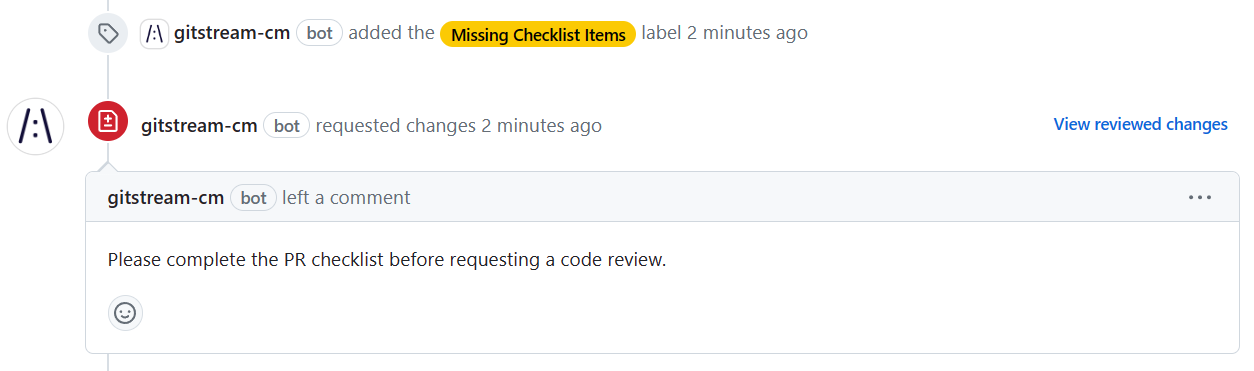 /:\ gitstream-cm bot added the Missing Checklist Items label 2 minutes ago
/:\ gitstream-cm bot requested changes 2 minutes ago View reviewed changes
gitstream-cm bot left a comment ...
Please complete the PR checklist before requesting a code review.